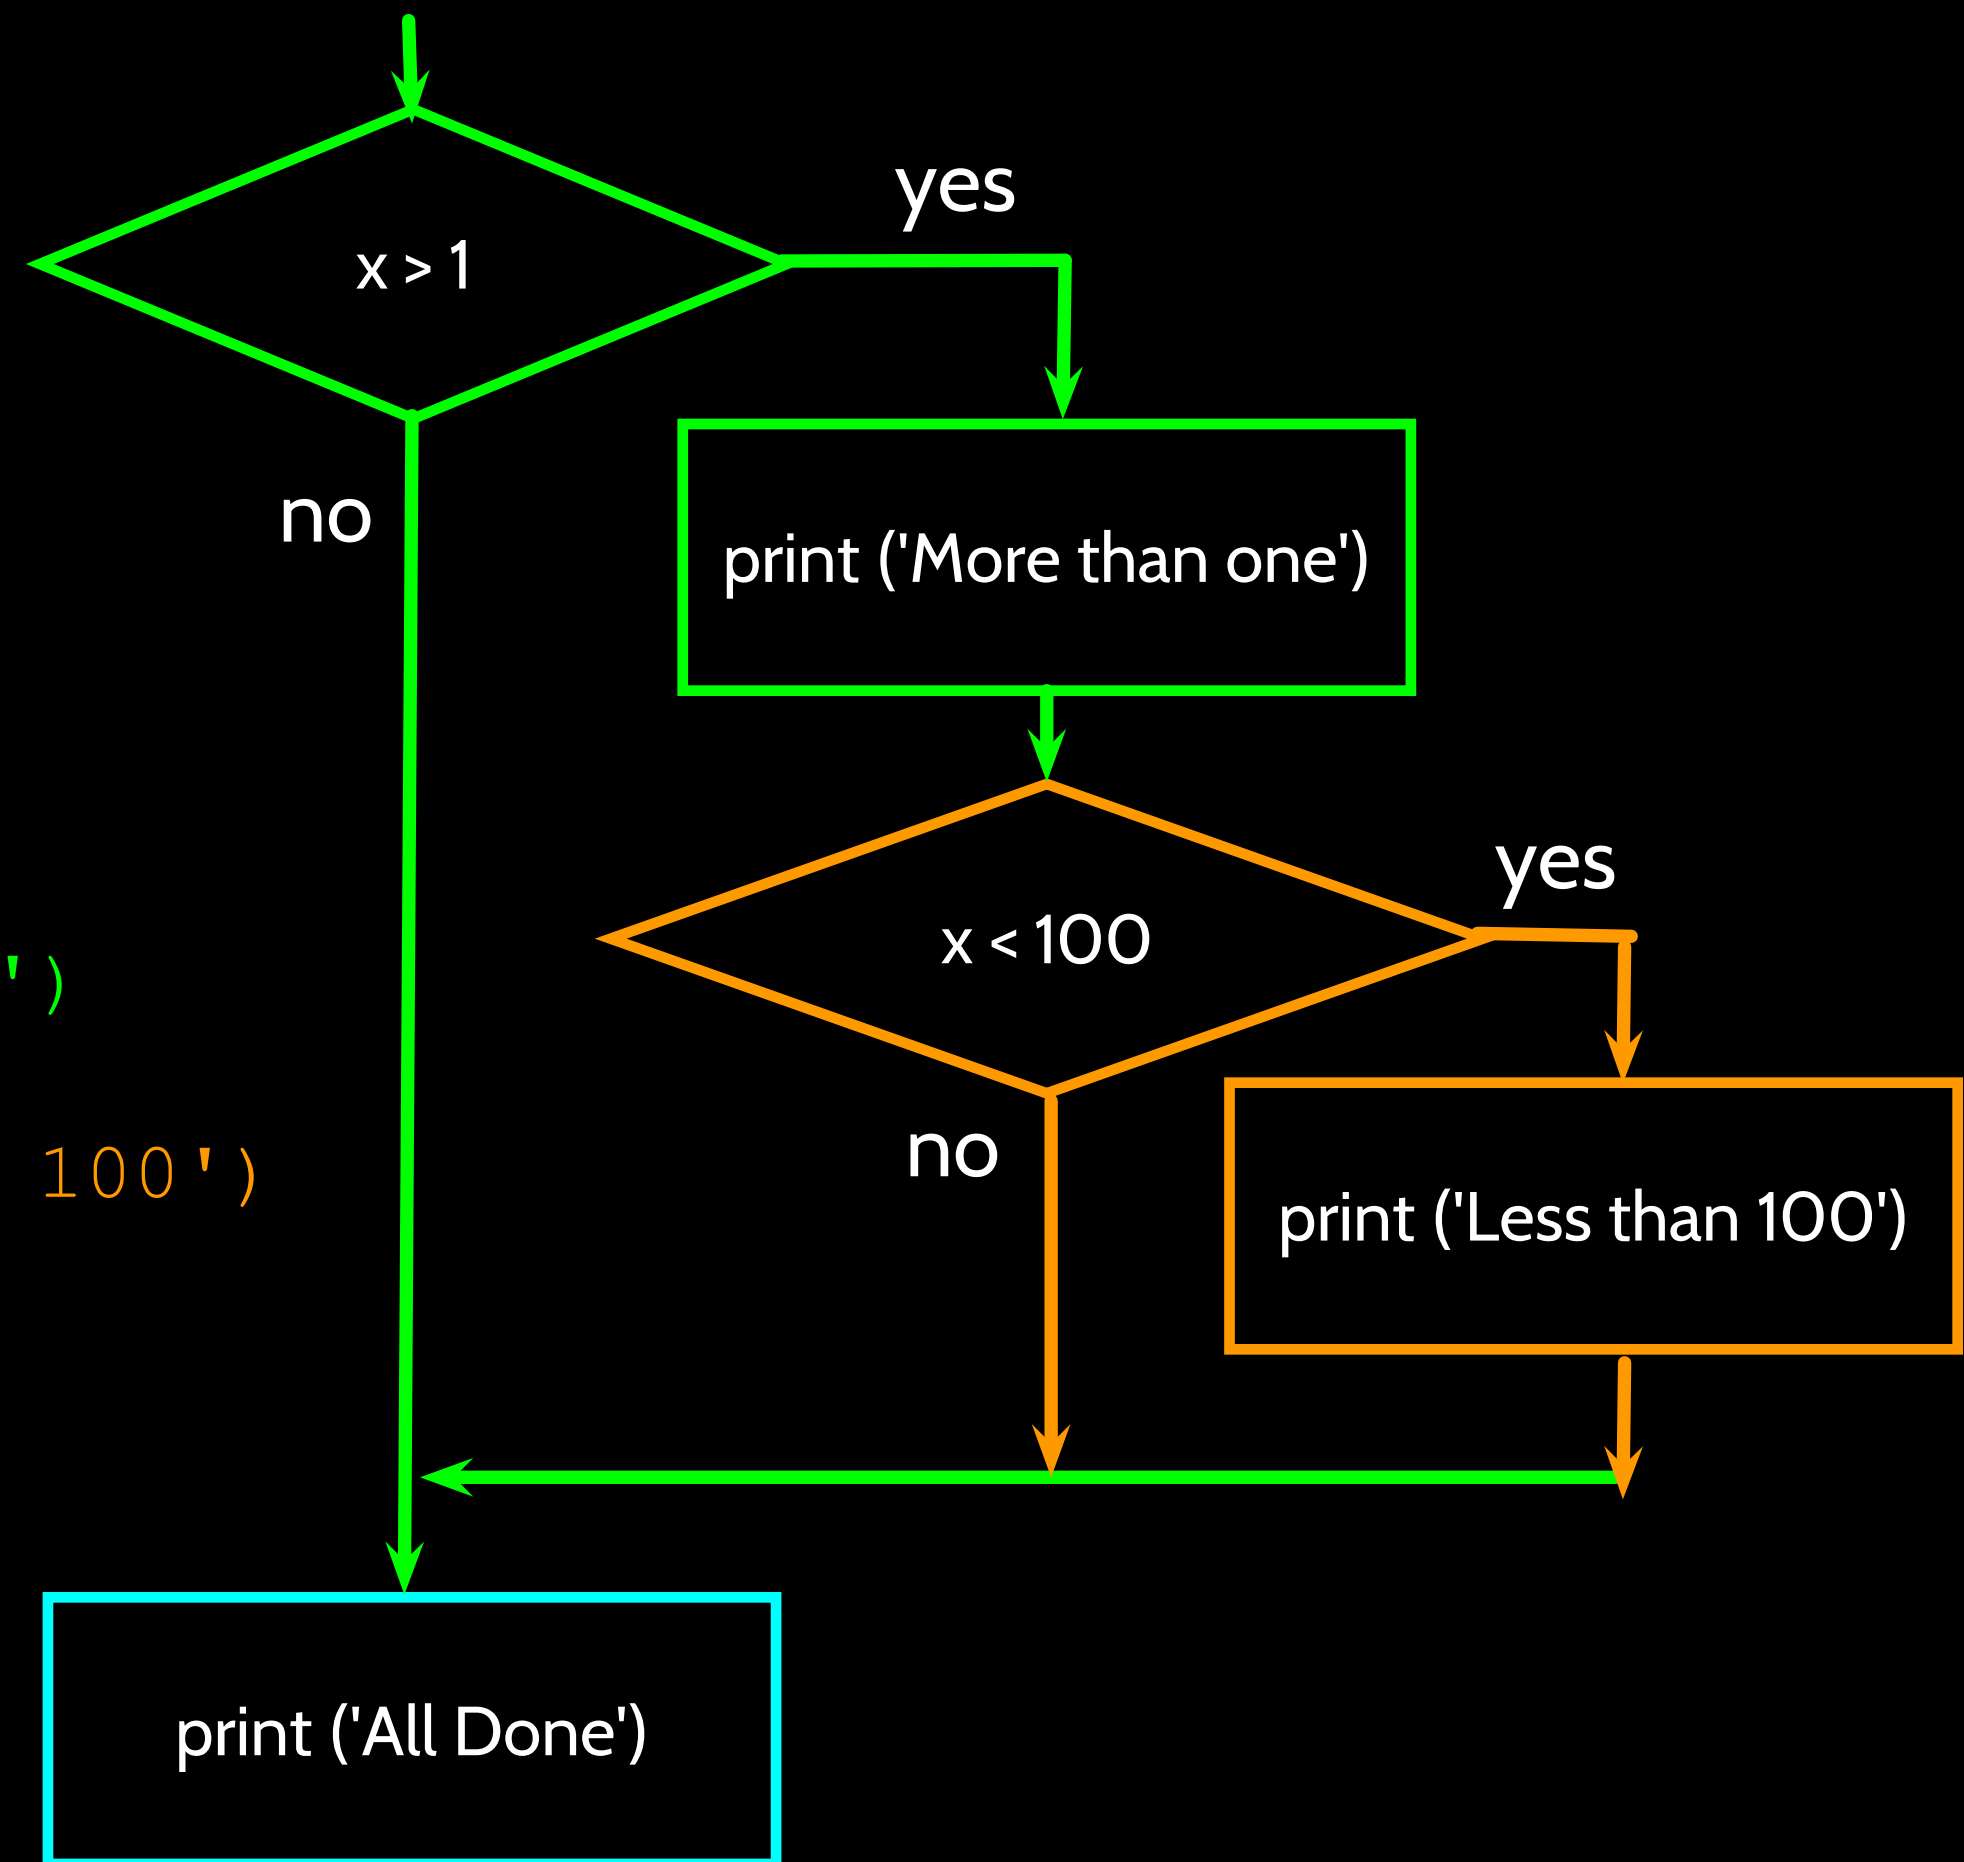 yes
x > 1
no
print ('More than one')
yes
x < 100
')
no
100')
print ('Less than 100')
print ('All Done')